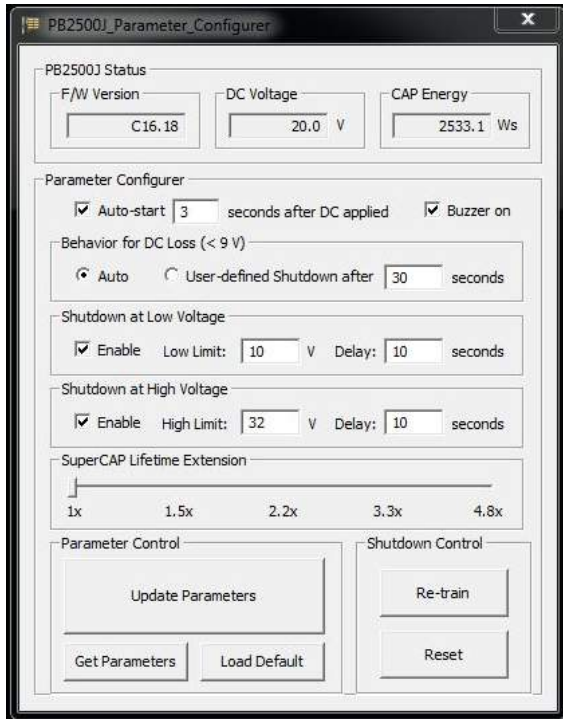 PB2500J_Parameter_Configurer
x
PB2500J Status
F/W Version DC Voltage CAP Energy
C16.18 20.0 V 2533.1 Ws
Parameter Configurer
Auto-start 3 seconds after DC applied Buzzer on
Behavior for DC Loss (< 9 V)
Auto User-defined Shutdown after 30 seconds
Shutdown at Low Voltage
Enable Low Limit: 10 V Delay: 10 seconds
Shutdown at High Voltage
Enable High Limit: 32 V Delay: 10 seconds
SuperCAP Lifetime Extension
1x 1.5x 2.2x 3.3x 4.8x
Parameter Control Shutdown Control
Update Parameters Re-train
Get Parameters Load Default Reset